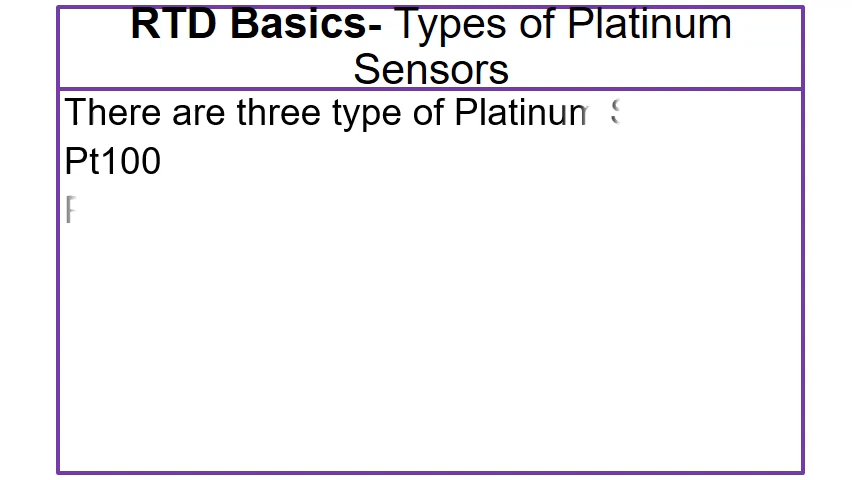 RTD Basics- Types of Platinum
Sensors
There are three type of Platinum
Pt100